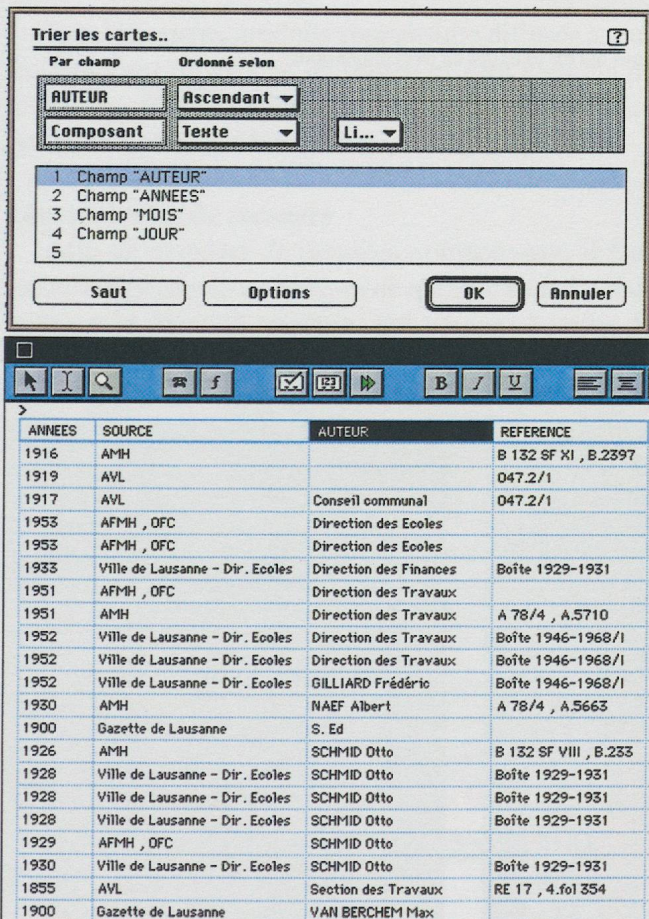 Trier les cartes.. ?
Par champ Ordonné selon
AUTEUR Ascendant
Composant Texte Li...
1 Champ "AUTEUR"
2 Champ "ANNEES"
3 Champ "MOIS"
4 Champ "JOUR"
5
Saut Options OK Annuler
f 123 B I U
>
ANNEES SOURCE AUTEUR REFERENCE
1916 AMH B 132 SF XI , B.2397
1919 AVL 047.2/1
1917 AVL Conseil communal 047.2/1
1953 AFMH , OFC Direction des Ecoles
1953 AFMH , OFC Direction des Ecoles
1933 Ville de Lausanne - Dir. Ecoles Direction des Finances Boîte 1929-1931
1951 AFMH , OFC Direction des Travaux
1951 AMH Direction des Travaux A 78/4 , A.5710
1952 Ville de Lausanne - Dir. Ecoles Direction des Travaux Boîte 1946-1968/I
1952 Ville de Lausanne - Dir. Ecoles Direction des Travaux Boîte 1946-1968/I
1952 Ville de Lausanne - Dir. Ecoles GILLIARD Frédéric Boîte 1946-1968/I
1930 AMH NAEF Albert A 78/4 , A.5663
1900 Gazette de Lausanne S. Ed
1926 AMH SCHMID Otto B 132 SF VIII , B.233
1928 Ville de Lausanne - Dir. Ecoles SCHMID Otto Boîte 1929-1931
1928 Ville de Lausanne - Dir. Ecoles SCHMID Otto Boîte 1929-1931
1928 Ville de Lausanne - Dir. Ecoles SCHMID Otto Boîte 1929-1931
1929 AFMH , OFC SCHMID Otto
1930 Ville de Lausanne - Dir. Ecoles SCHMID Otto Boîte 1929-1931
1855 AVL Section des Travaux RE 17 , 4.fol 354
1900 Gazette de Lausanne VAN BERCHEM Max